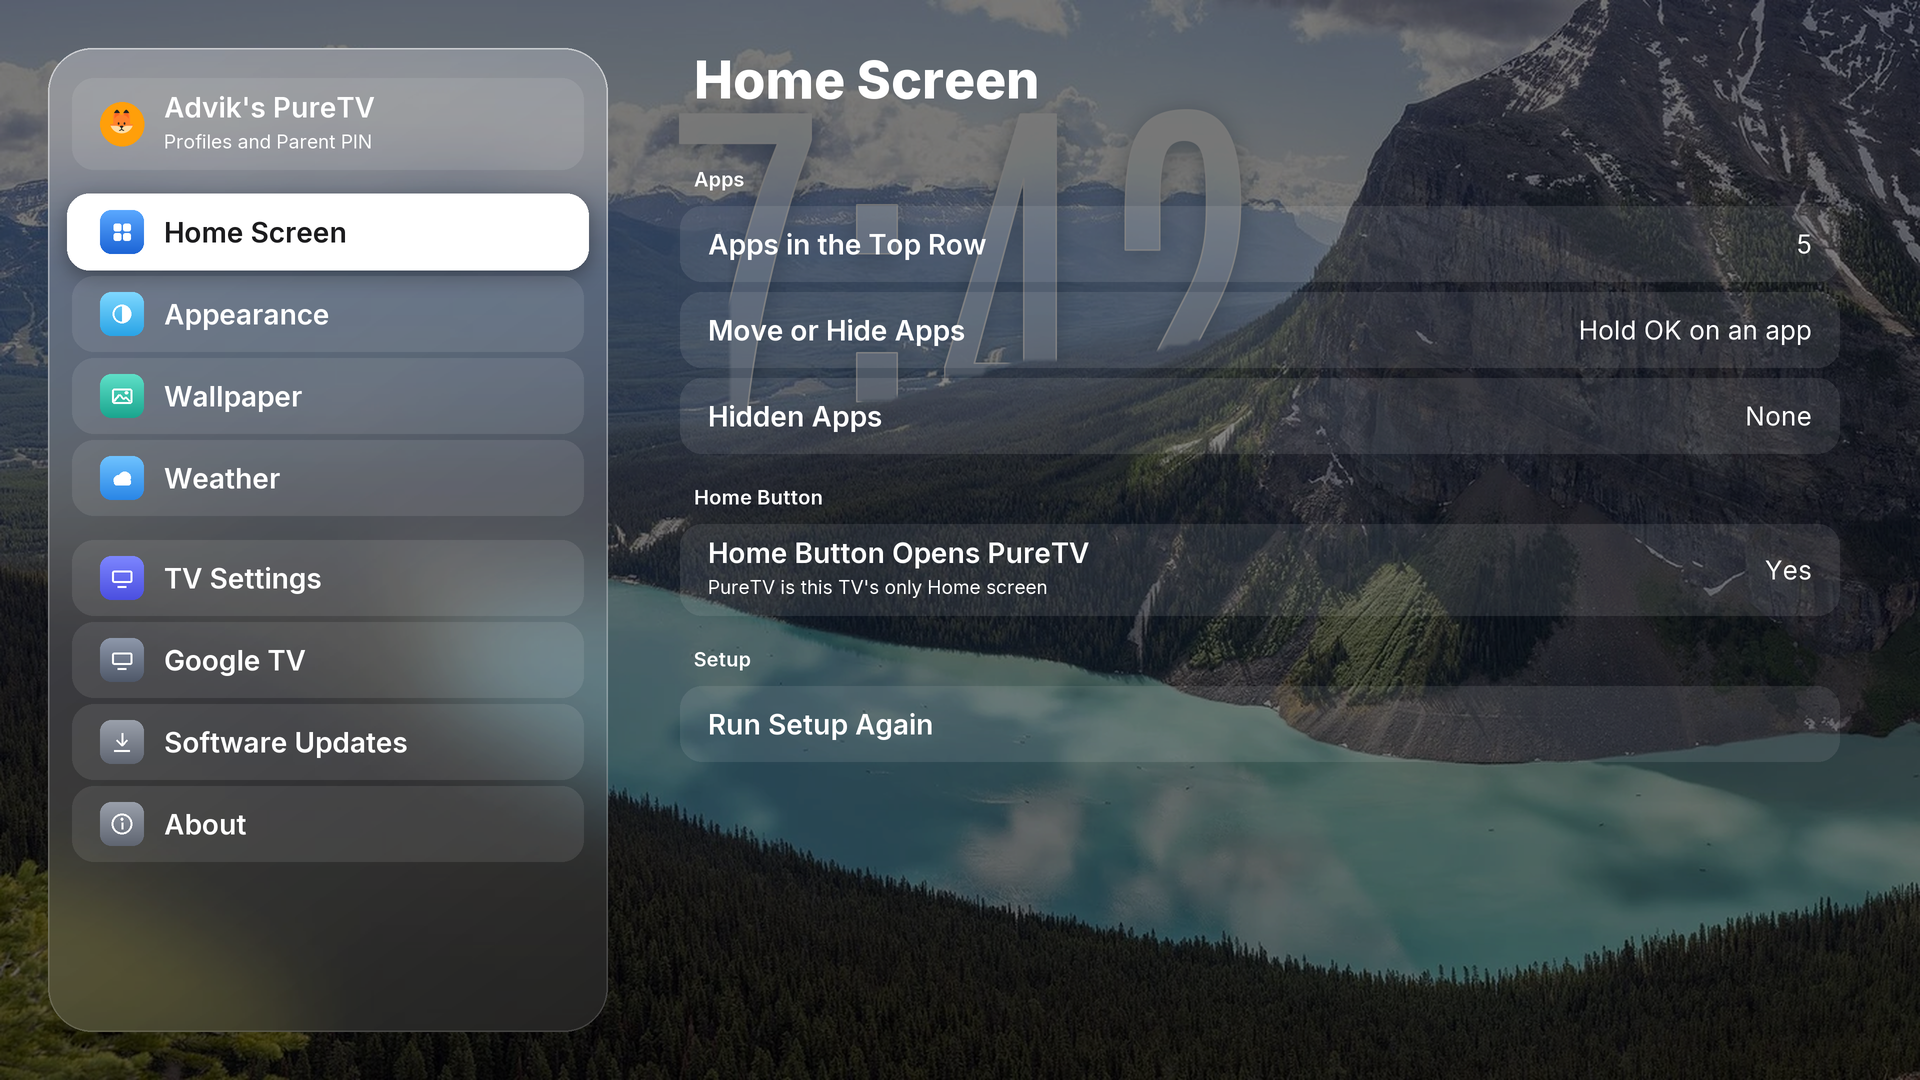 Advik's PureTV
Profiles and Parent PIN
Home Screen
Appearance
Wallpaper
Weather
TV Settings
Google TV
Software Updates
About
Home Screen
7:42
Apps
Apps in the Top Row 5
Move or Hide Apps Hold OK on an app
Hidden Apps None
Home Button
Home Button Opens PureTV Yes
PureTV is this TV's only Home screen
Setup
Run Setup Again